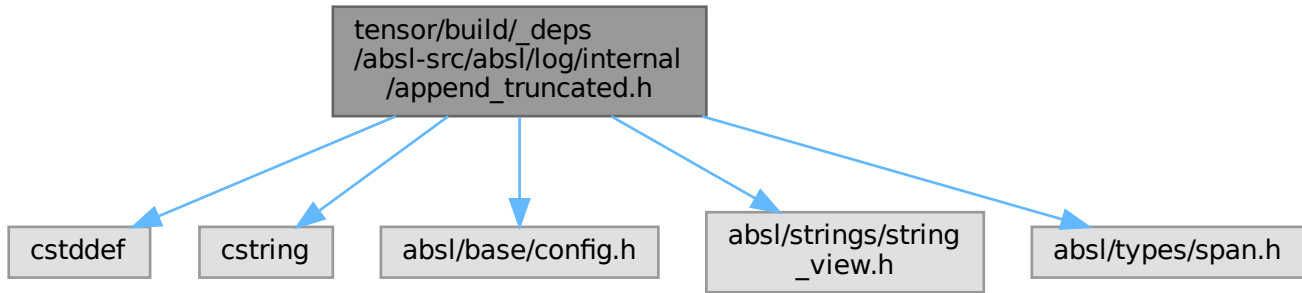 tensor/build/_deps
/absl-src/absl/log/internal
/append_truncated.h
cstddef
cstring
absl/base/config.h
absl/strings/string
_view.h
absl/types/span.h